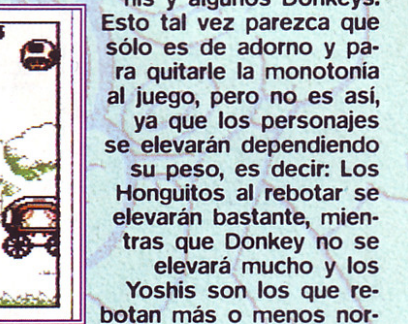 nis y algunos Donkeys.
Esto tal vez parezca que
sólo es de adorno y pa-
ra quitarle la monotonía
al juego, pero no es así,
ya que los personajes
se elevarán dependiendo
su peso, es decir: Los
Honguitos al rebotar se
elevarán bastante, mien-
tras que Donkey no se
elevará mucho y los
Yoshis son los que re-
botan más o menos nor-